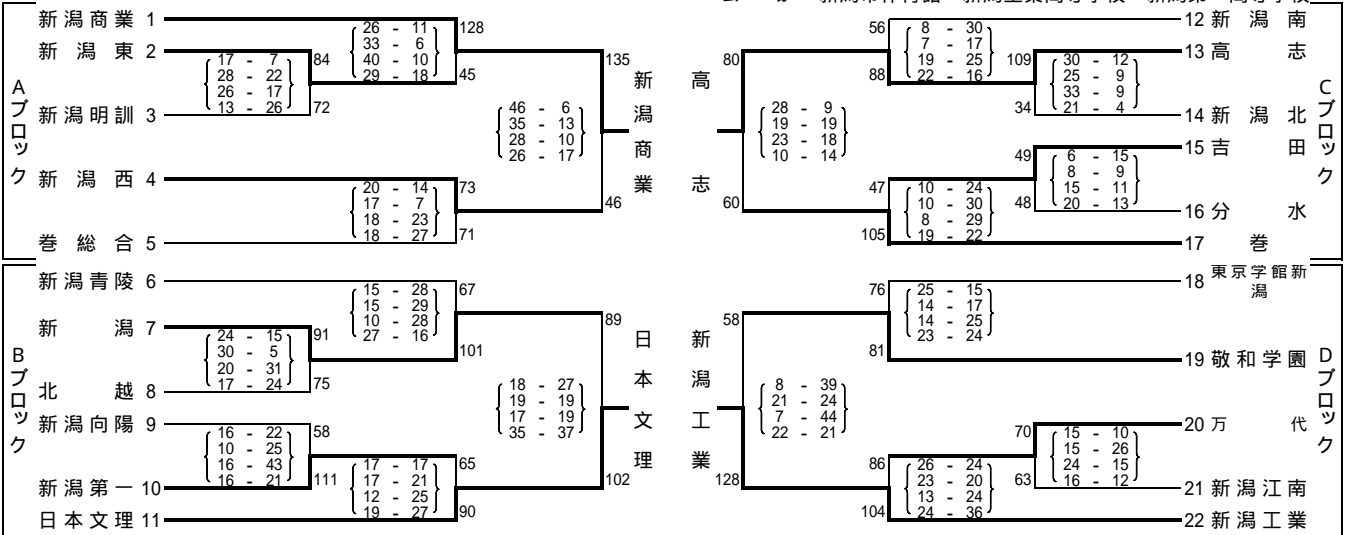 新潟商業 1
新潟東 2
新潟明訓 3
新潟西 4
巻総合 5
Aブロック
17 - 7
28 - 22
26 - 17
13 - 26
84
72
26 - 11
33 - 6
40 - 10
29 - 18
128
45
20 - 14
17 - 7
18 - 23
18 - 27
73
71
46 - 6
35 - 13
28 - 10
26 - 17
135
46
新潟商業
新潟青陵 6
新潟 7
北越 8
新潟向陽 9
新潟第一 10
日本文理 11
Bブロック
24 - 15
30 - 5
20 - 31
17 - 24
91
75
15 - 28
15 - 29
10 - 28
27 - 16
67
101
16 - 22
10 - 25
16 - 43
16 - 21
58
111
17 - 17
17 - 21
12 - 25
19 - 27
65
90
18 - 27
19 - 19
17 - 19
35 - 37
89
102
日本文理
12 新潟南
13 高志
14 新潟北
15 吉田
16 分水
17 巻
Cブロック
56
88
8 - 30
7 - 17
19 - 25
22 - 16
109
34
30 - 12
25 - 9
33 - 9
21 - 4
49
48
6 - 15
8 - 9
15 - 11
20 - 13
47
105
10 - 24
10 - 30
8 - 29
19 - 22
80
60
28 - 9
19 - 19
23 - 18
10 - 14
高志
18 東京学館新潟
19 敬和学園
20 万代
21 新潟江南
22 新潟工業
Dブロック
76
81
25 - 15
14 - 17
14 - 25
23 - 24
70
63
15 - 10
15 - 26
24 - 15
16 - 12
86
104
26 - 24
23 - 20
13 - 24
24 - 36
58
128
8 - 39
21 - 24
7 - 44
22 - 21
新潟工業